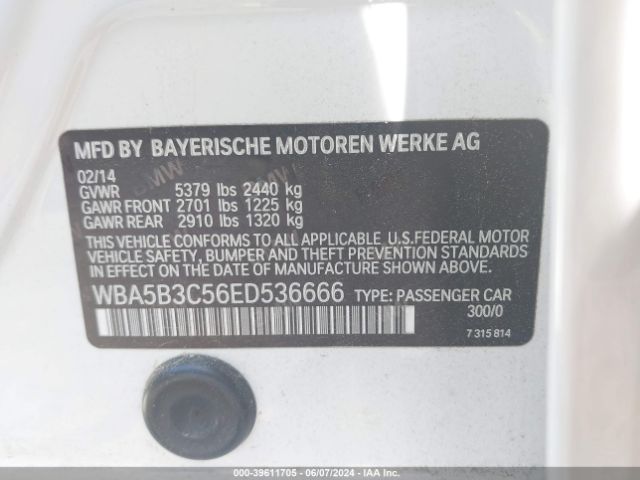 MFD BY BAYERISCHE MOTOREN WERKE AG
02/14
GVWR 5379 lbs 2440 kg
GAWR FRONT 2701 lbs 1225 kg
GAWR REAR 2910 lbs 1320 kg
THIS VEHICLE CONFORMS TO ALL APPLICABLE, U.S.FEDERAL MOTOR
VEHICLE SAFETY, BUMPER AND THEFT PREVENTION STANDARDS
IN EFFECT ON THE DATE OF MANUFACTURE SHOWN ABOVE.
WBA5B3C56ED536666 TYPE: PASSENGER CAR
300/0
7 315 814
000-39611705 - 06/07/2024 - IAA Inc.